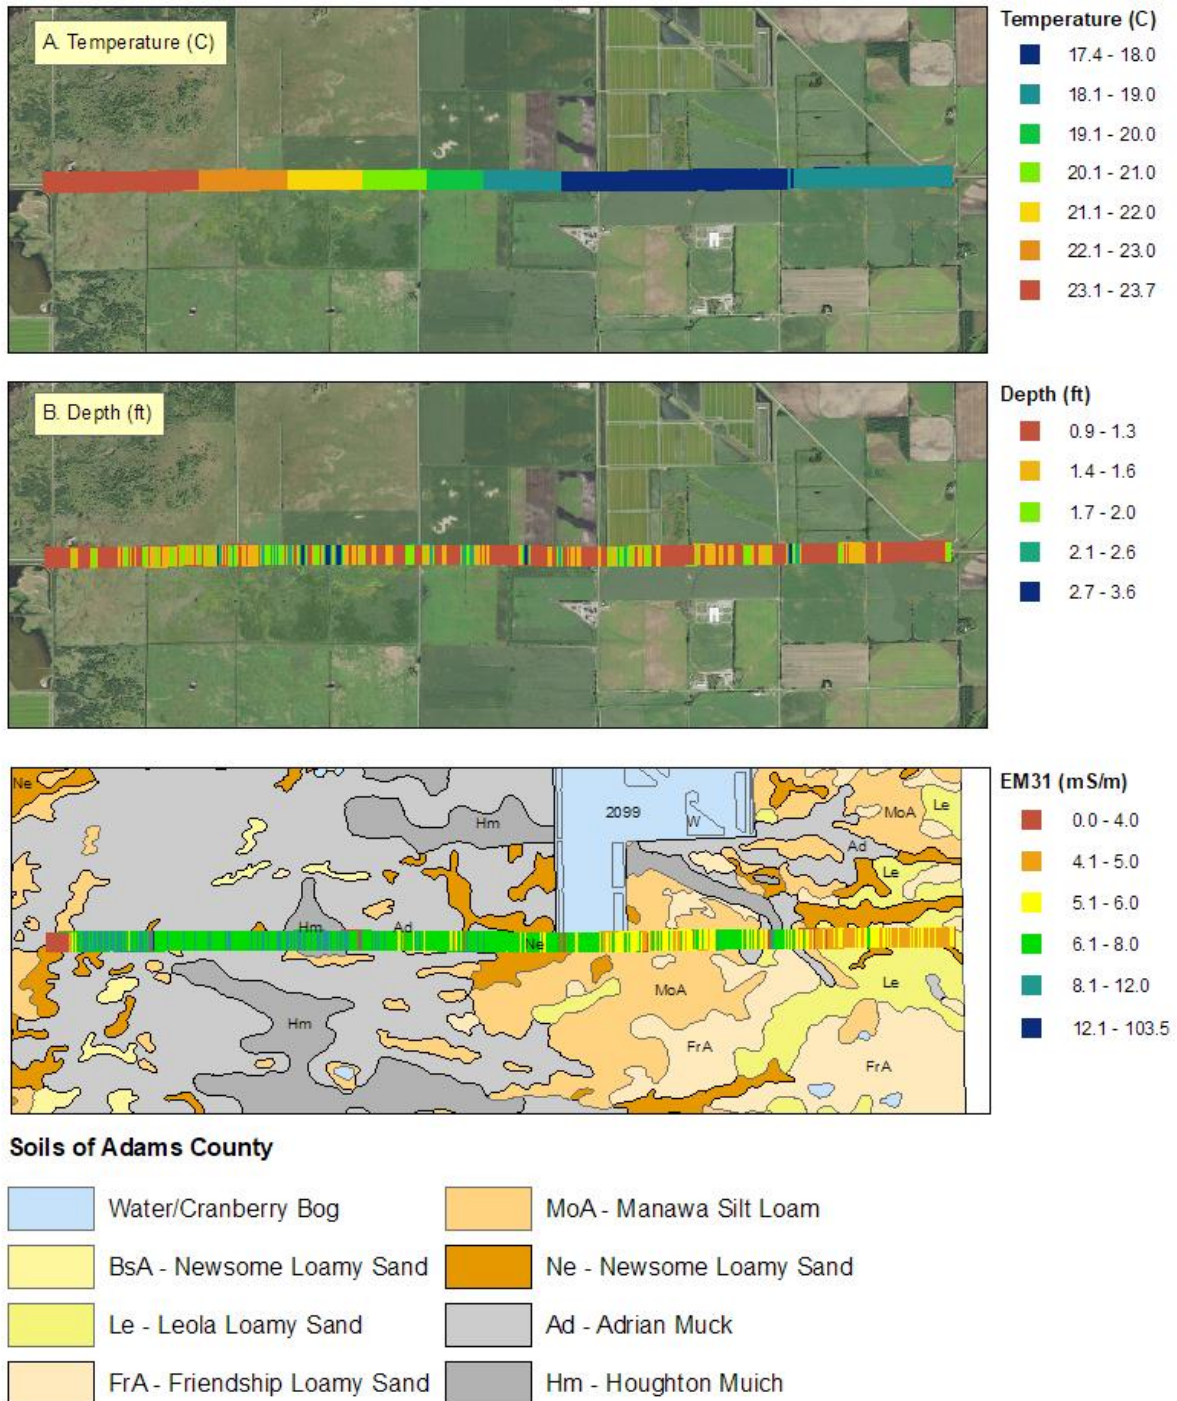 A. Temperature (C)
Temperature (C)
17.4 - 18.0
18.1 - 19.0
19.1 - 20.0
20.1 - 21.0
21.1 - 22.0
22.1 - 23.0
23.1 - 23.7
B. Depth (ft)
Depth (ft)
0.9 - 1.3
1.4 - 1.6
1.7 - 2.0
2.1 - 2.6
2.7 - 3.6
EM31 (mS/m)
0.0 - 4.0
4.1 - 5.0
5.1 - 6.0
6.1 - 8.0
8.1 - 12.0
12.1 - 103.5
Ne
Hm
2099
W
MoA
Le
Ad
Le
Hm
Ad
Ne
Hm
MoA
Le
FrA
FrA
Soils of Adams County
Water/Cranberry Bog
MoA - Manawa Silt Loam
BsA - Newsome Loamy Sand
Ne - Newsome Loamy Sand
Le - Leola Loamy Sand
Ad - Adrian Muck
FrA - Friendship Loamy Sand
Hm - Houghton Muich